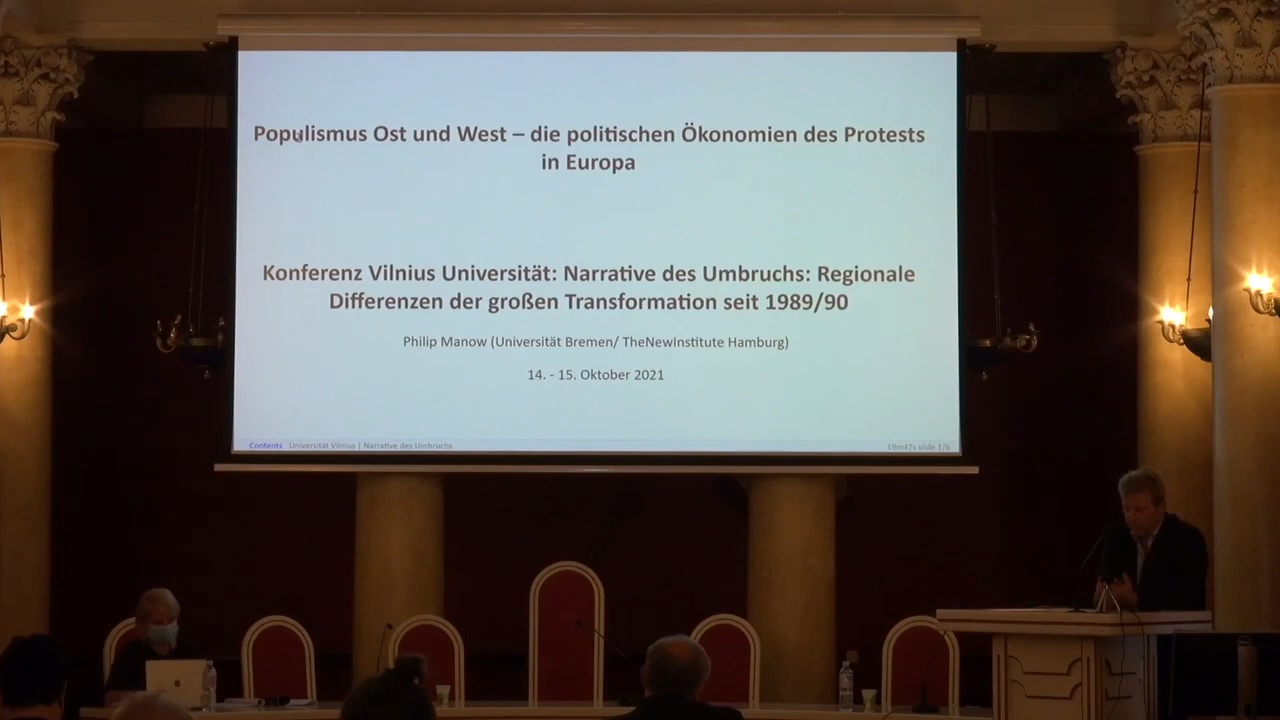 Populismus Ost und West – die politischen Ökonomien des Protests
in Europa
Konferenz Vilnius Universität: Narrative des Umbruchs: Regionale
Differenzen der großen Transformation seit 1989/90
Philip Manow (Universität Bremen/ TheNewInstitute Hamburg)
14. - 15. Oktober 2021
Contents Universität Vilnius | Narrative des Umbruchs
19m47s slide 1/6